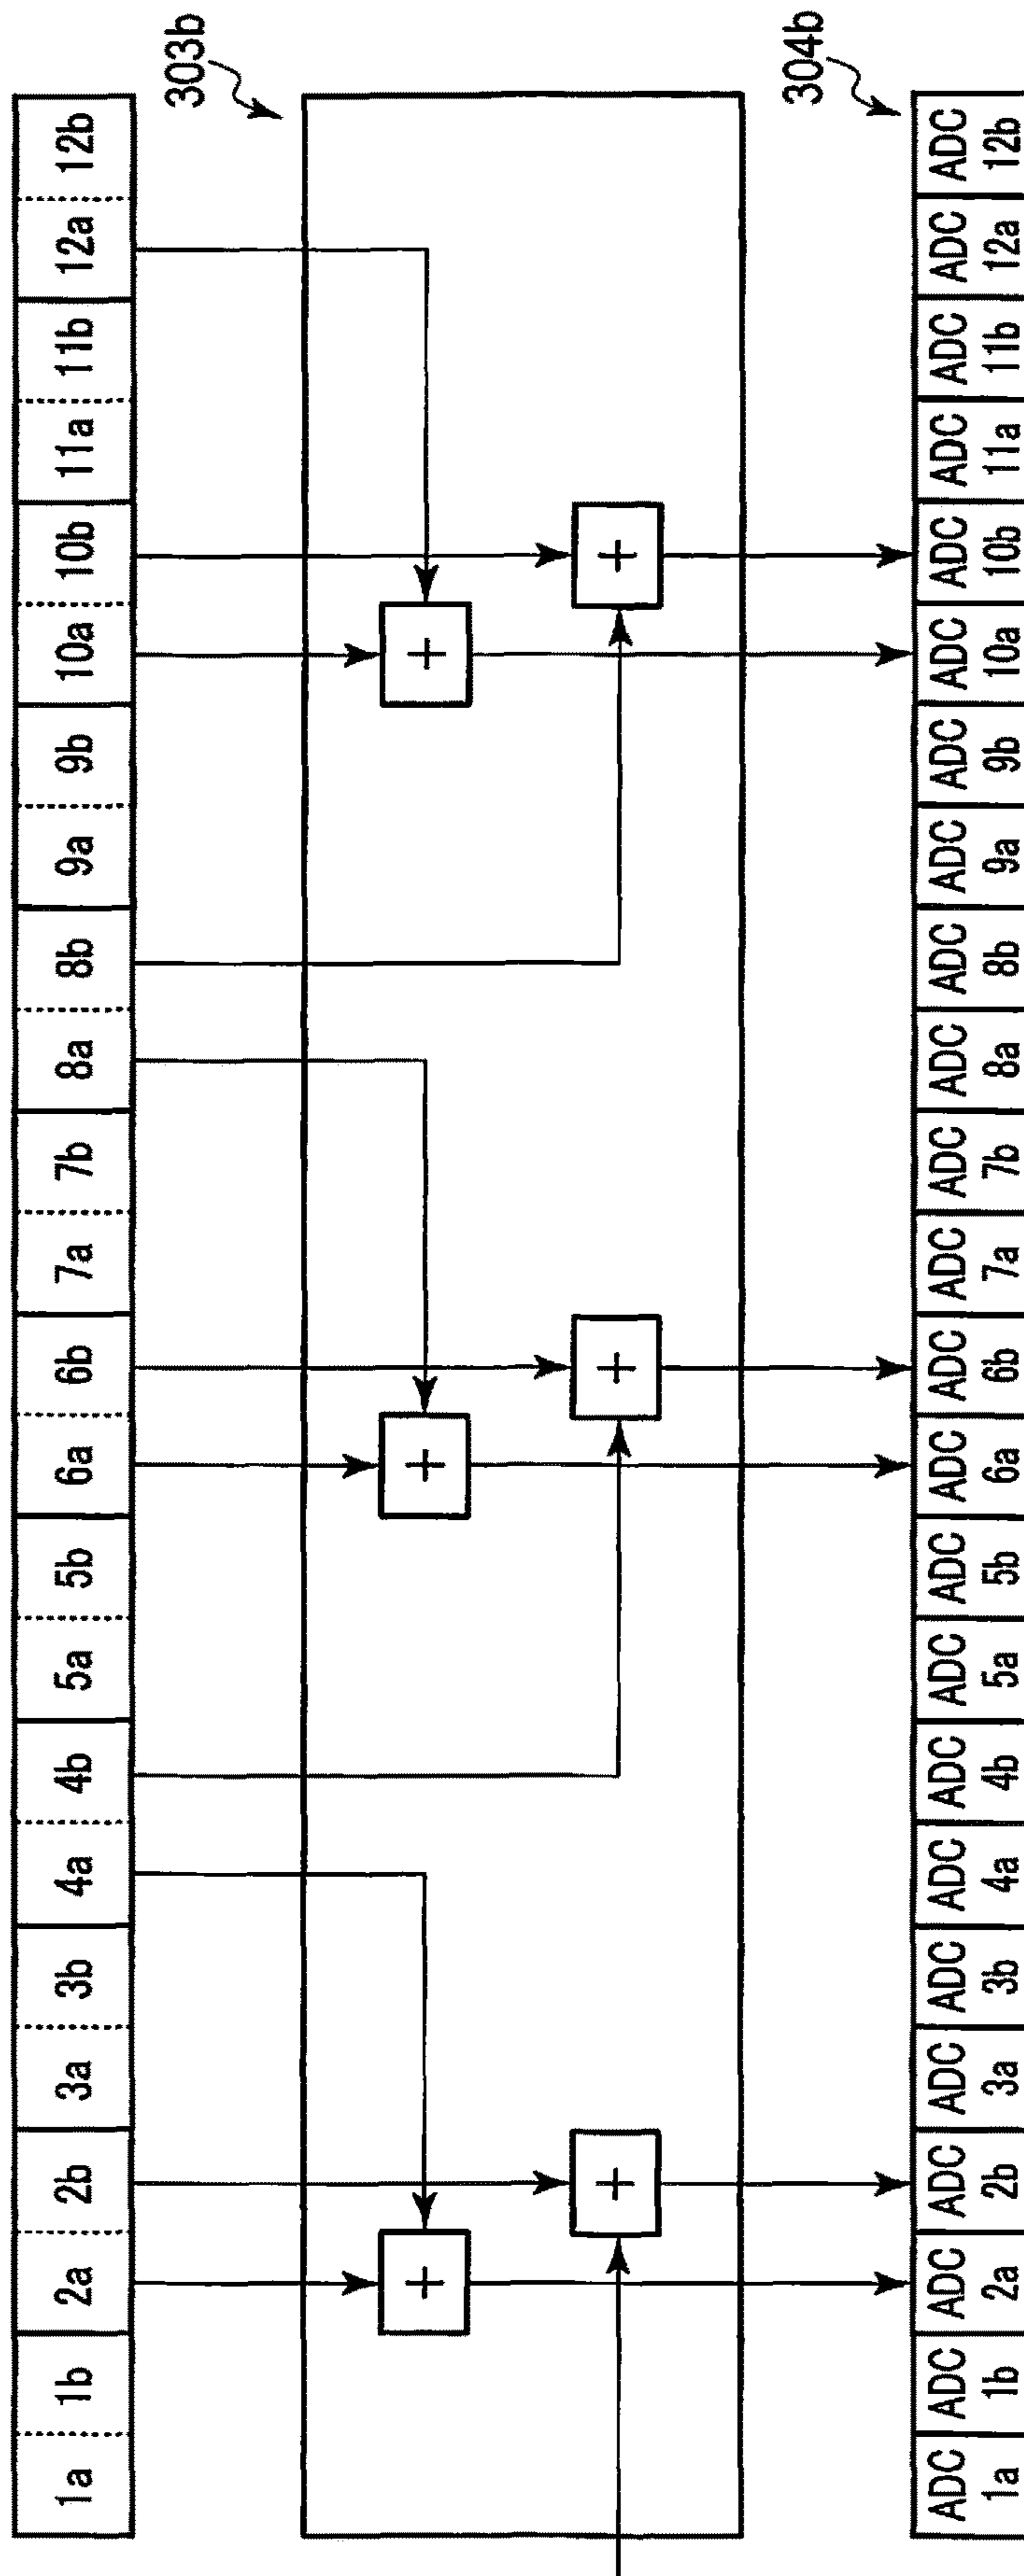 1a 1b 2a 2b 3a 3b 4a 4b 5a 5b 6a 6b 7a 7b 8a 8b 9a 9b 10a 10b 11a 11b 12a 12b
303b
+ + +
+ + +
304b
ADC ADC ADC ADC ADC ADC ADC ADC ADC ADC ADC ADC ADC ADC ADC ADC ADC ADC ADC ADC ADC ADC ADC ADC
1a 1b 2a 2b 3a 3b 4a 4b 5a 5b 6a 6b 7a 7b 8a 8b 9a 9b 10a 10b 11a 11b 12a 12b